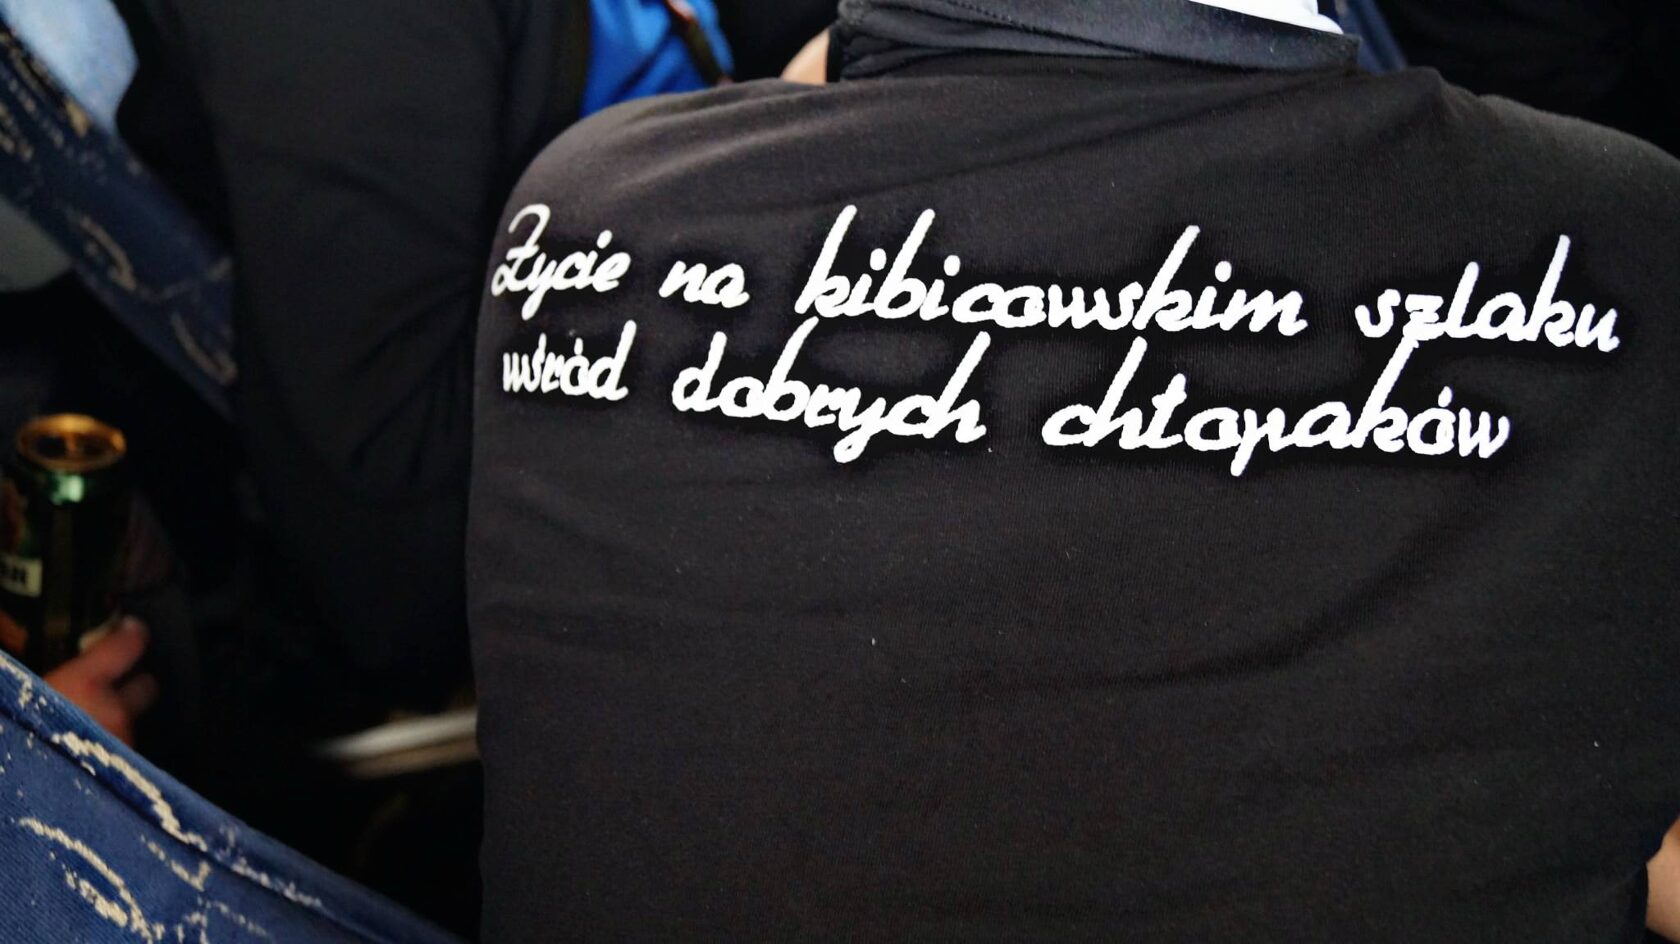 Życie na kibicowskim szlaku
wśród dobrych chłopaków